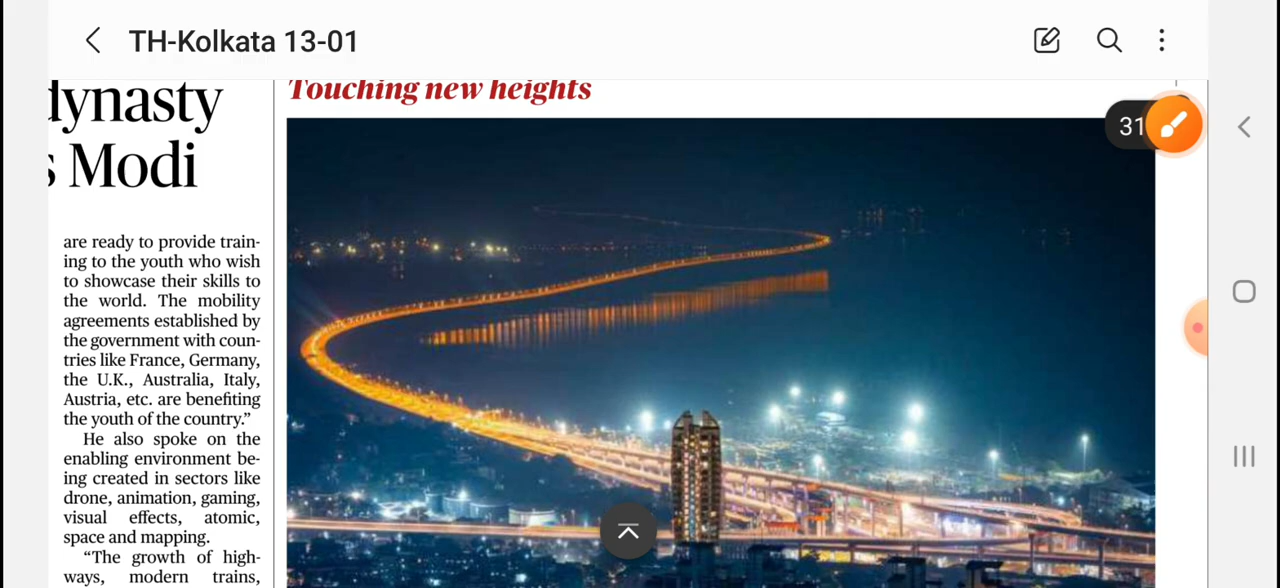 TH-Kolkata 13-01
dynasty
s Modi
are ready to provide train-
ing to the youth who wish
to showcase their skills to
the world. The mobility
agreements established by
the government with coun-
tries like France, Germany,
the U.K., Australia, Italy,
Austria, etc. are benefiting
the youth of the country.”
He also spoke on the
enabling environment be-
ing created in sectors like
drone, animation, gaming,
visual effects, atomic,
space and mapping.
“The growth of high-
ways, modern trains,
Touching new heights
31